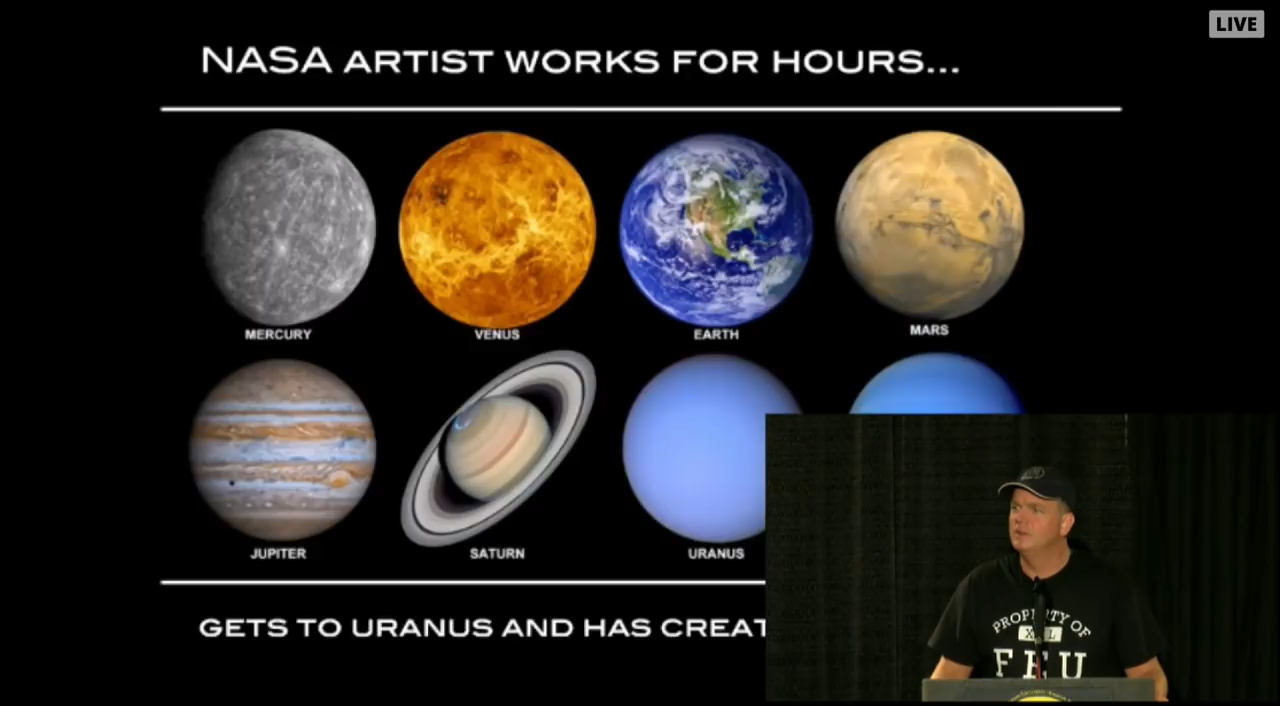 LIVE
NASA ARTIST WORKS FOR HOURS...
MERCURY VENUS EARTH MARS
JUPITER SATURN URANUS
GETS TO URANUS AND HAS CREAT
PROPERTY OF
FEU